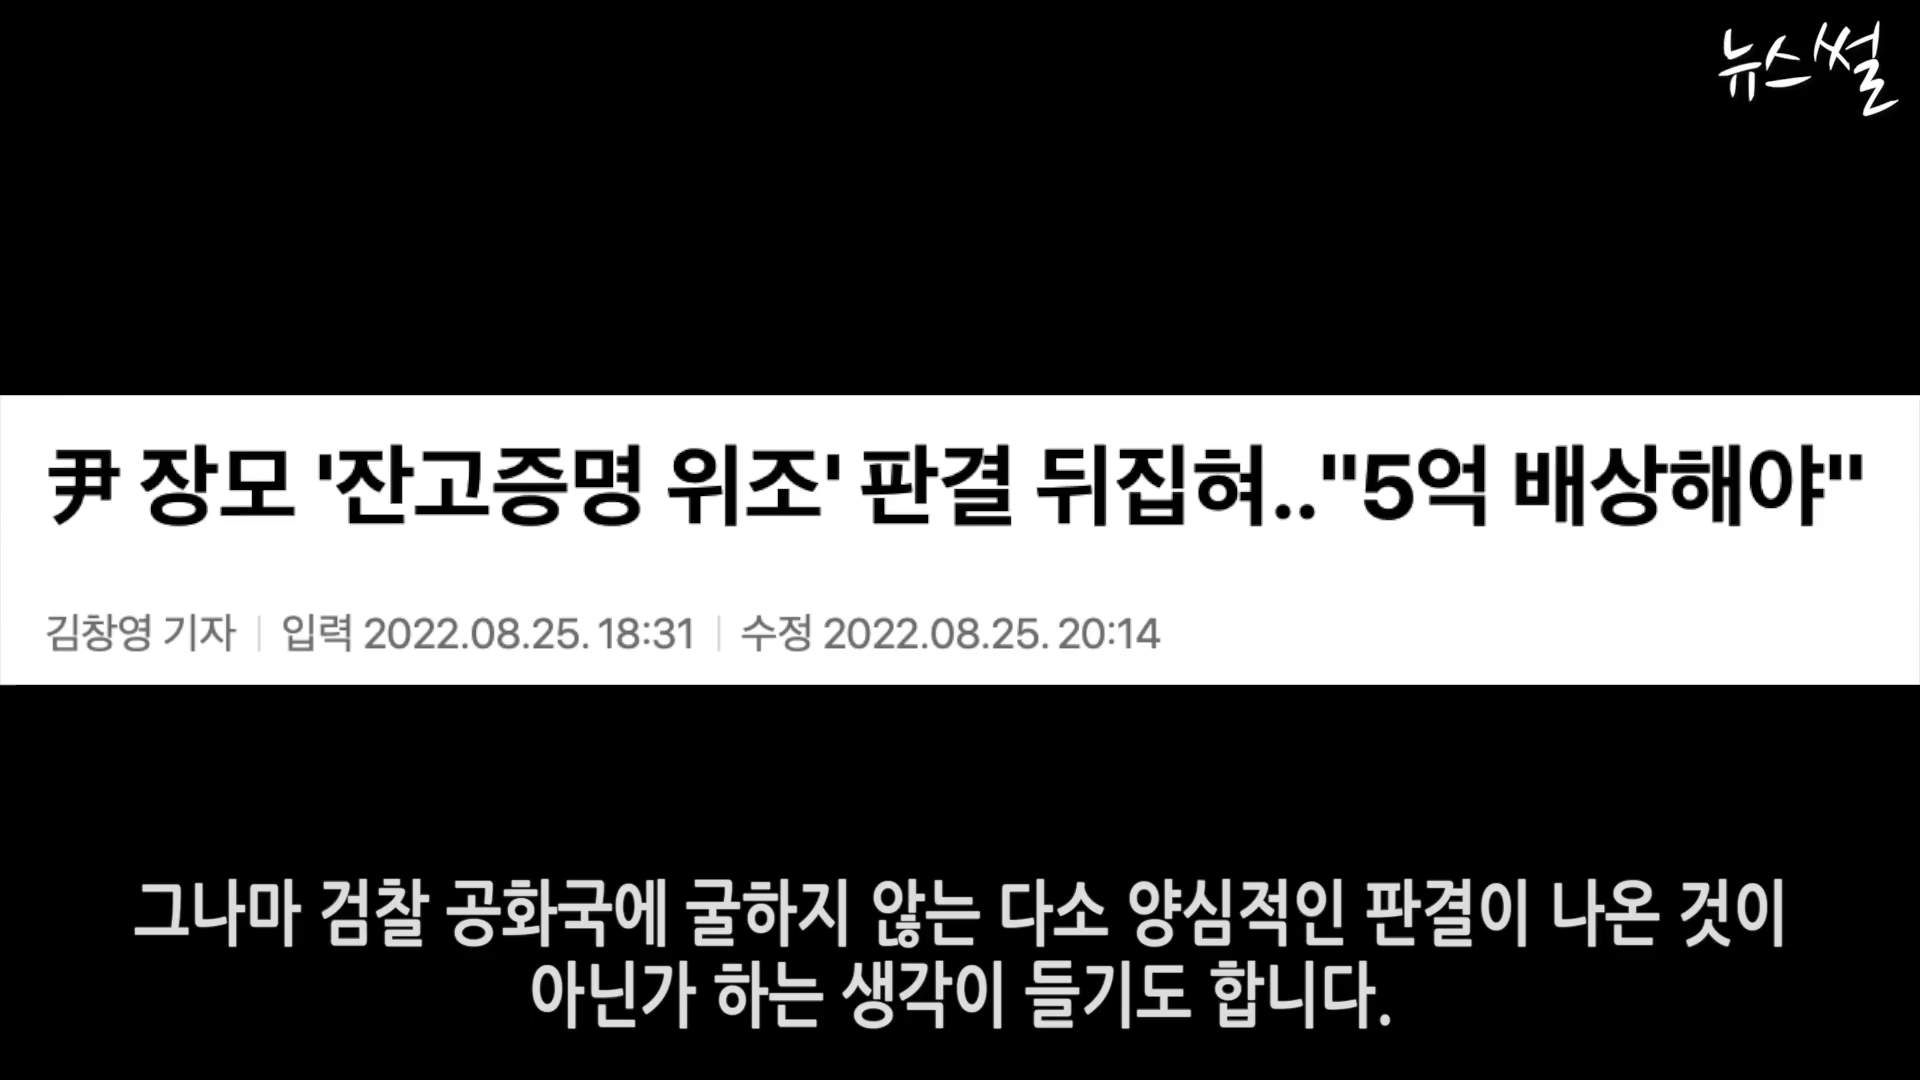 뉴스썰
尹 장모 '잔고증명 위조' 판결 뒤집혀.."5억 배상해야"
김창영 기자 | 입력 2022.08.25. 18:31 | 수정 2022.08.25. 20:14
그나마 검찰 공화국에 굴하지 않는 다소 양심적인 판결이 나온 것이
아닌가 하는 생각이 들기도 합니다.